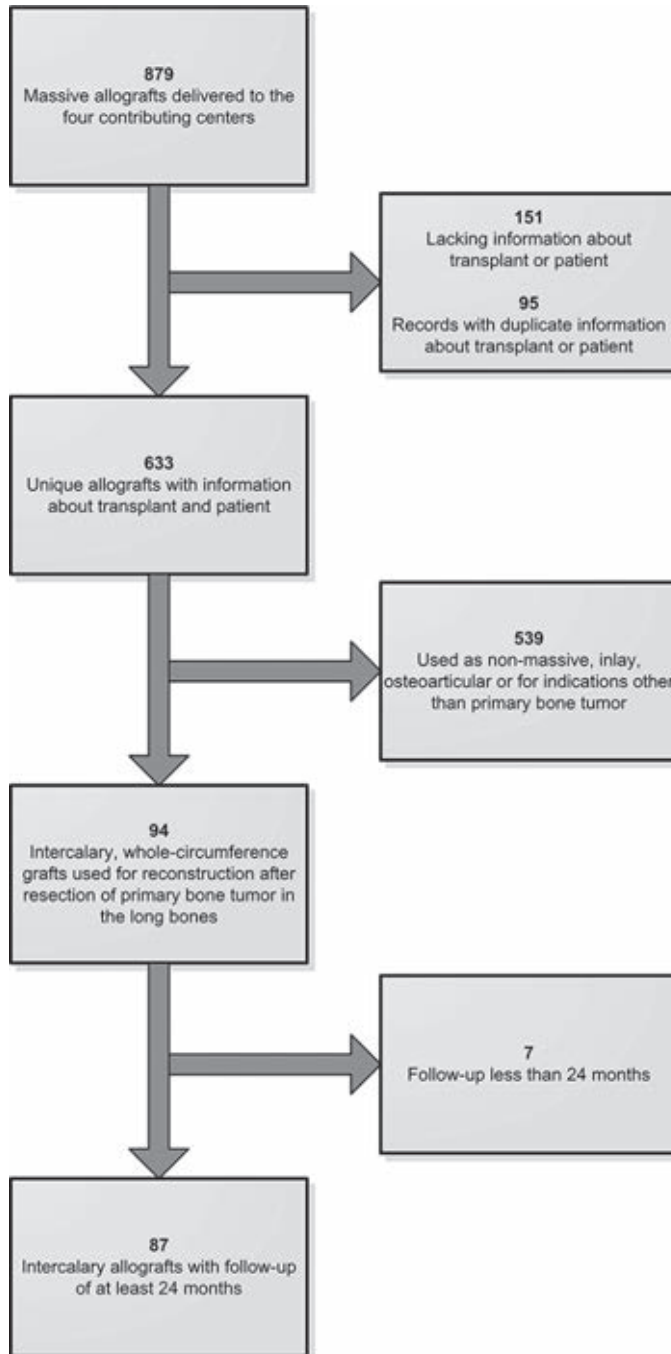 879
Massive allografts delivered to the
four contributing centers
151
Lacking information about
transplant or patient
95
Records with duplicate information
about transplant or patient
633
Unique allografts with information
about transplant and patient
539
Used as non-massive, inlay,
osteoarticular or for indications other
than primary bone tumor
94
Intercalary, whole-circumference
grafts used for reconstruction after
resection of primary bone tumor in
the long bones
7
Follow-up less than 24 months
87
Intercalary allografts with follow-up
of at least 24 months